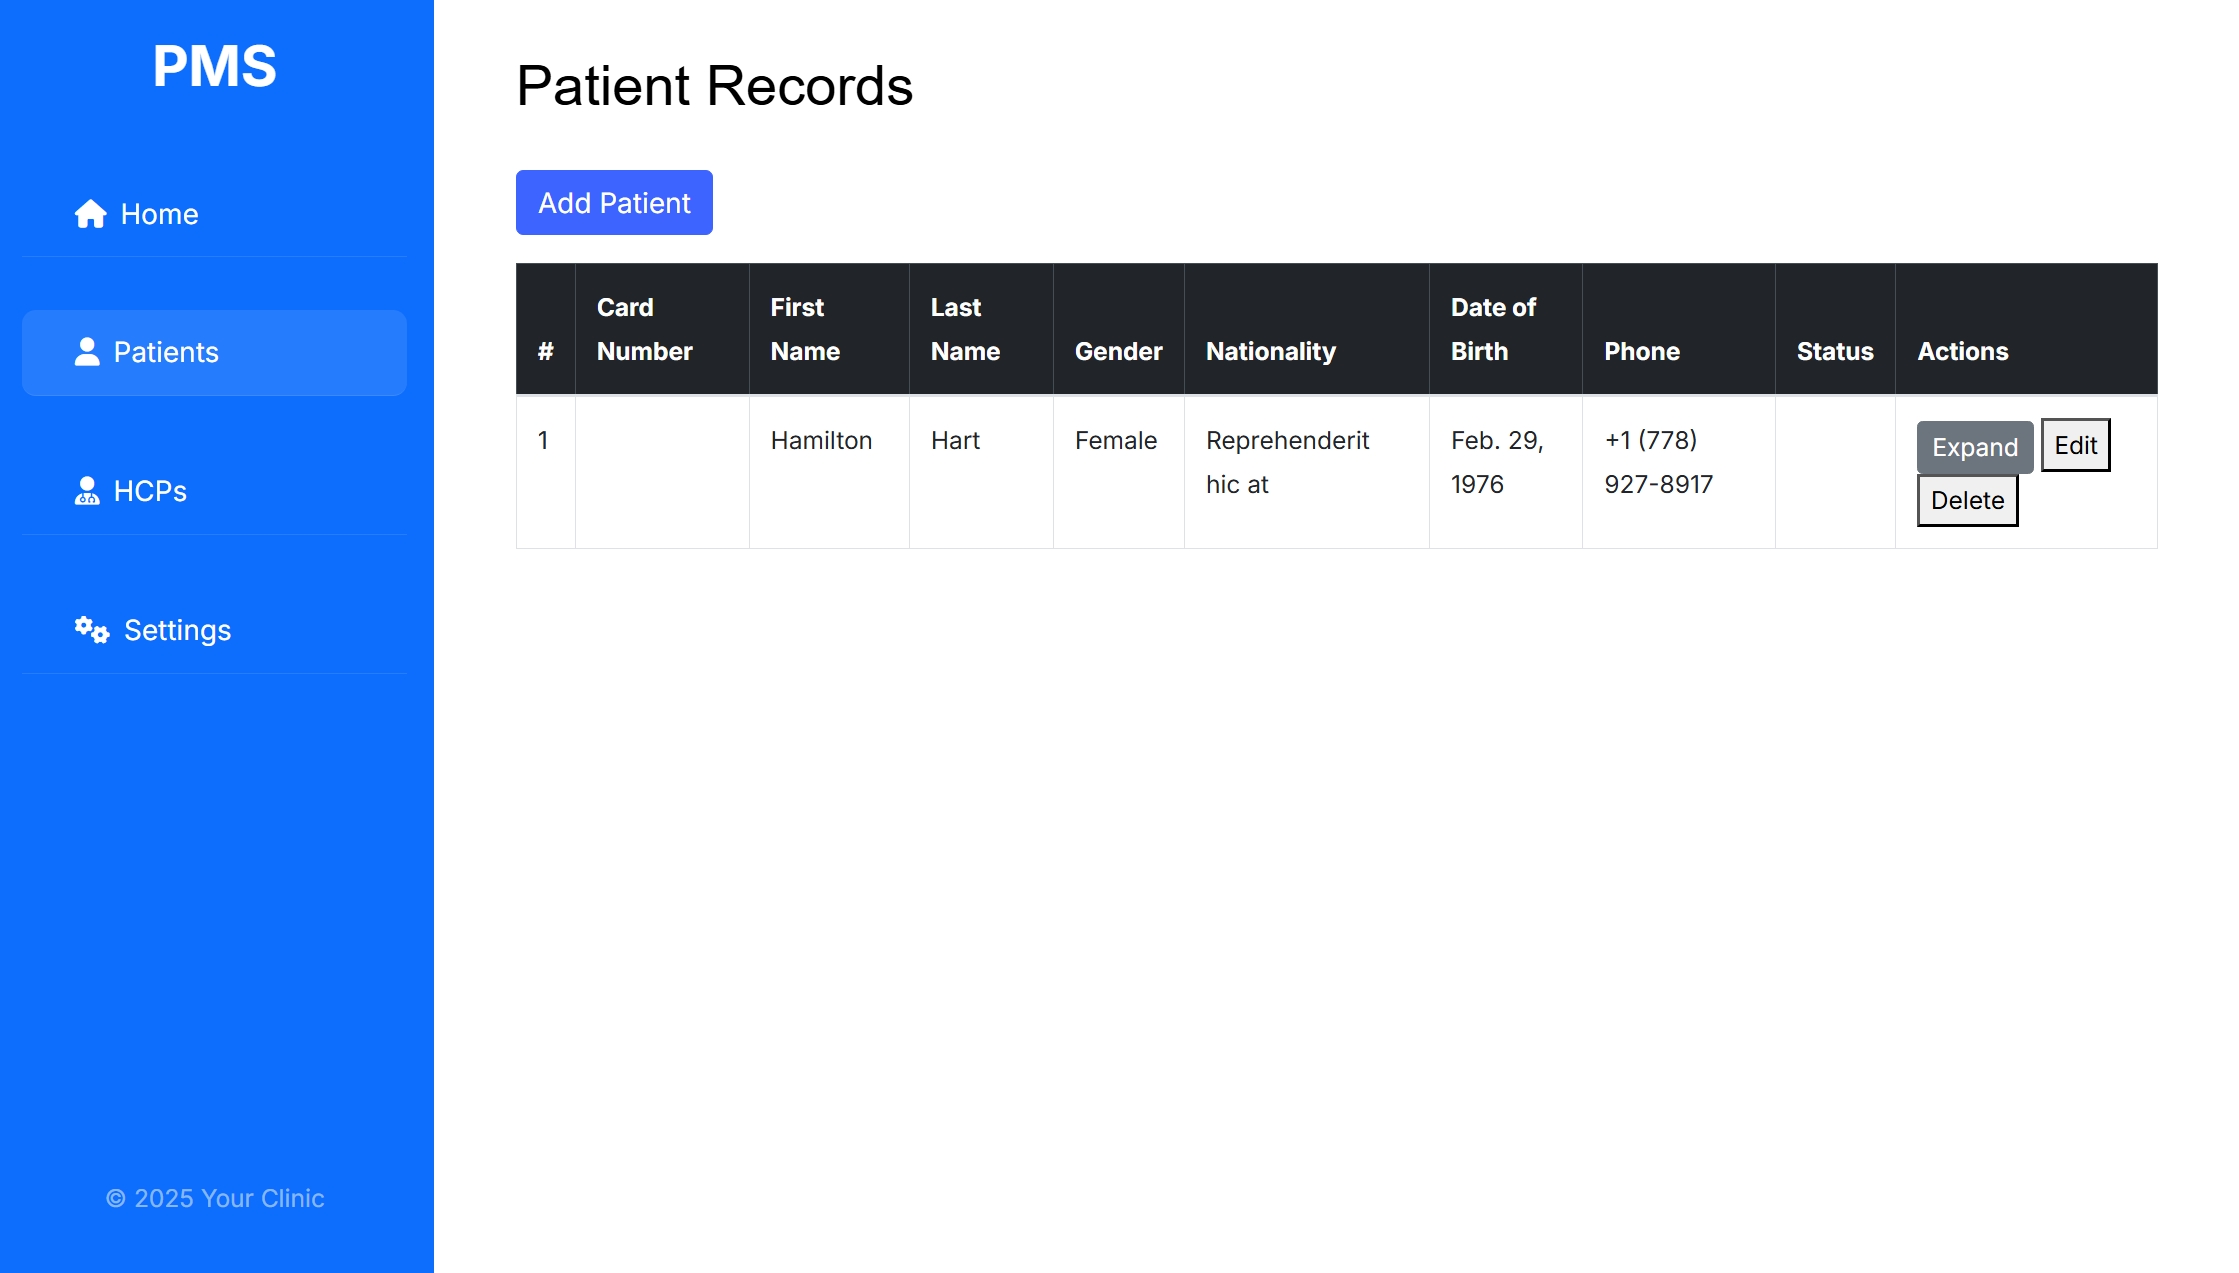 PMS
Home
Patients
HCPs
Settings
© 2025 Your Clinic
Patient Records
Add Patient
# Card Number First Name Last Name Gender Nationality Date of Birth Phone Status Actions
1 Hamilton Hart Female Reprehenderit hic at Feb. 29, 1976 +1 (778) 927-8917 Expand Edit Delete